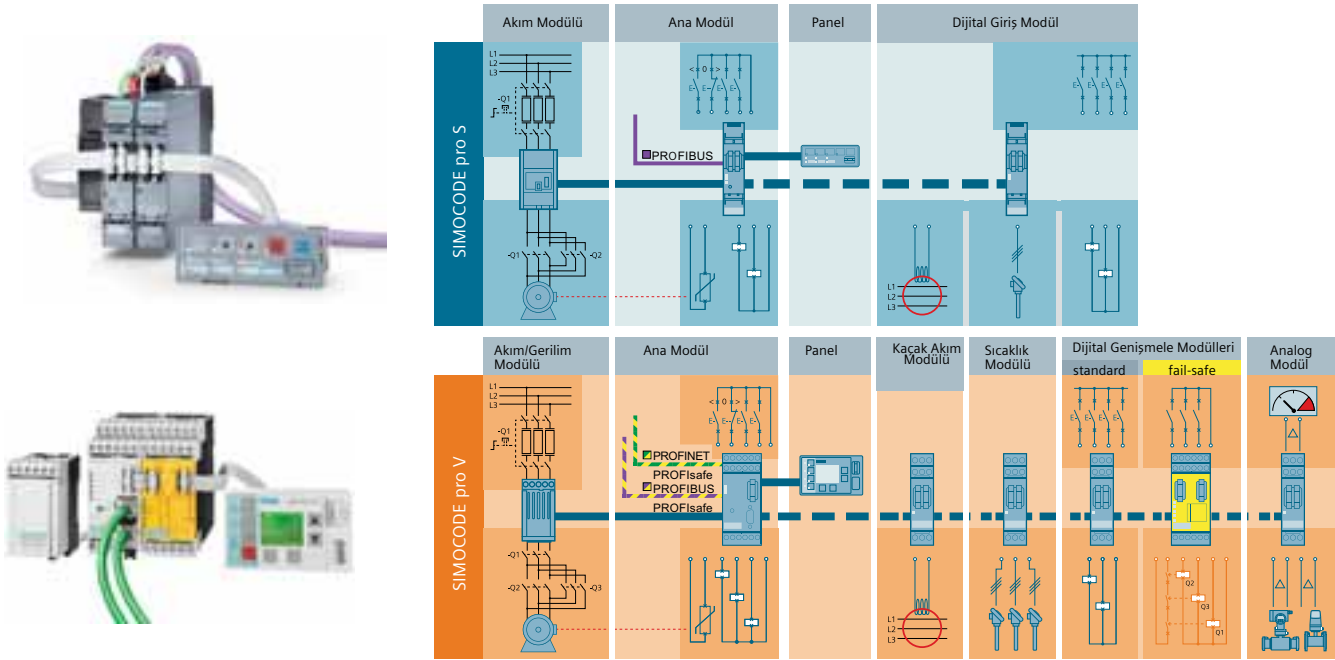 Akım Modülü
Ana Modül
Panel
Dijital Giriş Modül
SIMOCODE pro S
L1
L2
L3
-Q1
< 0 >
E-
E-
E-
E-
E-
E-
E-
PROFIBUS
-Q1
-Q2
L1
L2
L3
Akım/Gerilim Modülü
Ana Modül
Panel
Kaçak Akım Modülü
Sıcaklık Modülü
Dijital Genişmele Modülleri
standard
fail-safe
Analog Modül
SIMOCODE pro V
L1
L2
L3
-Q1
< 0 >
E-
E-
E-
E-
E-
E-
E-
PROFINET
PROFIsafe
PROFIBUS
PROFIsafe
-Q1
-Q2
-Q3
L1
L2
L3
Q2
Q3
Q1